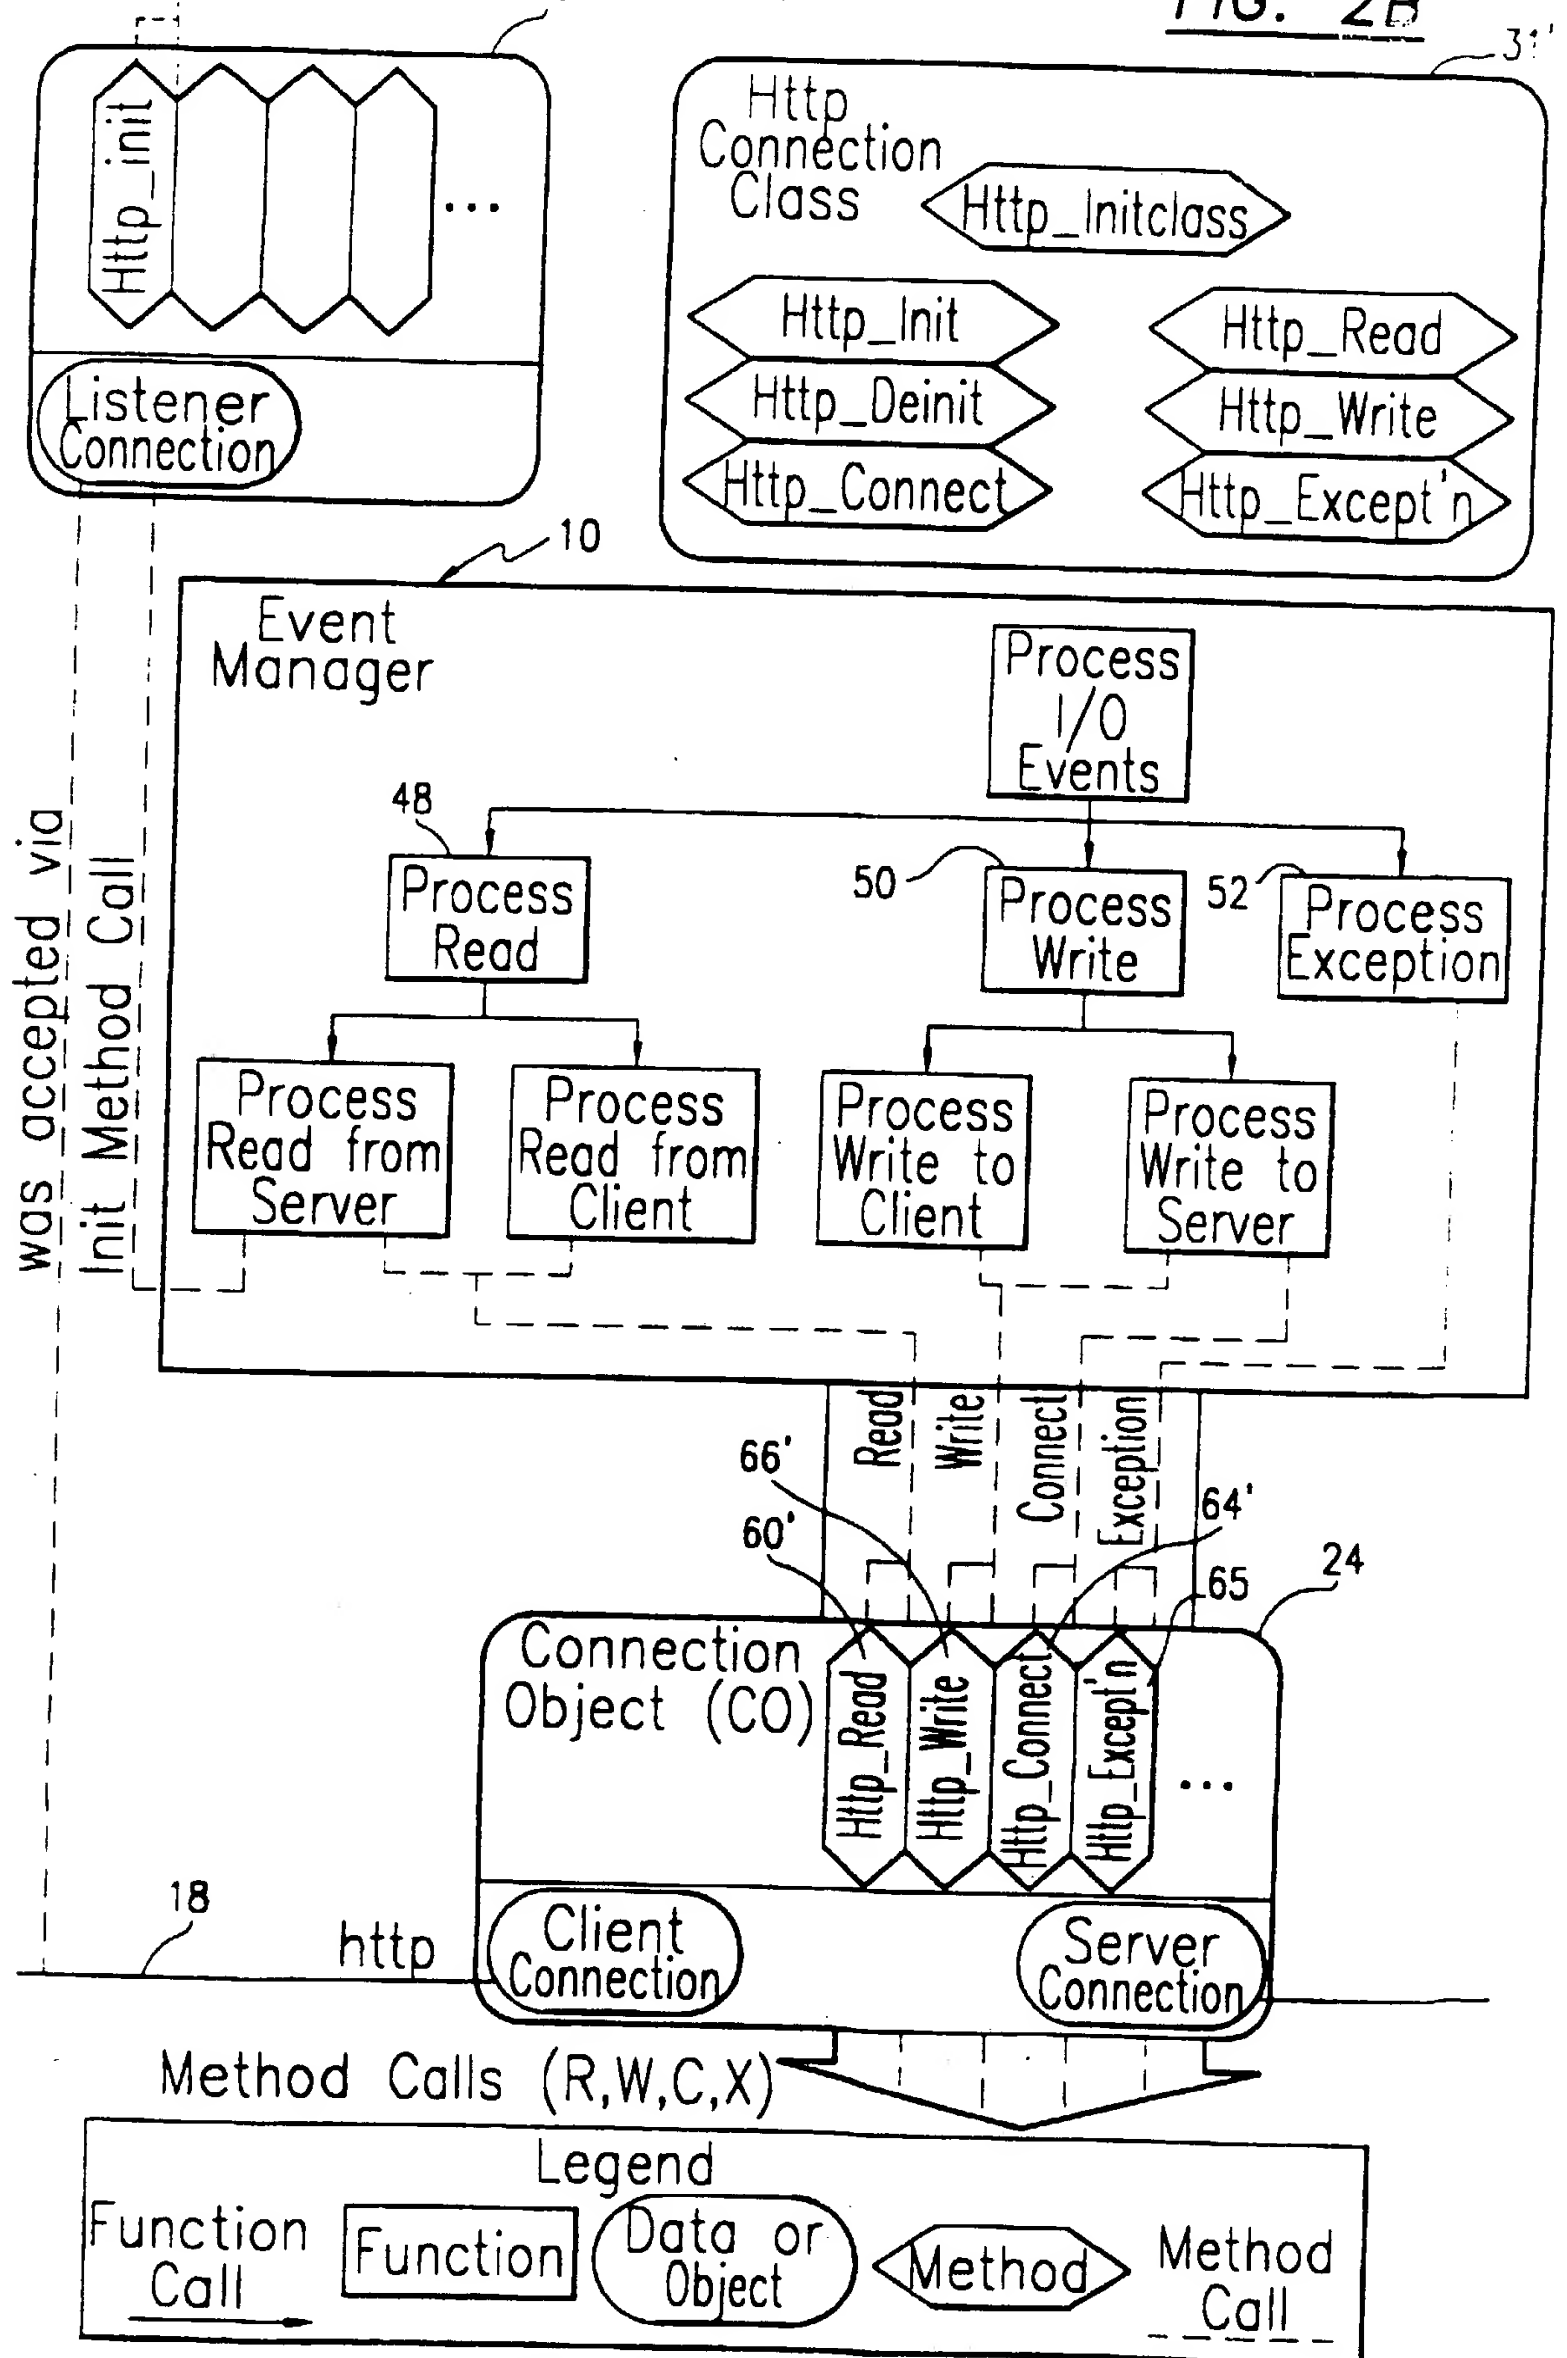 FIG. 2B
31'
Http_init
...
Listener
Connection
Http
Connection
Class
Http_Initclass
Http_Init
Http_Deinit
Http_Connect
Http_Read
Http_Write
Http_Except'n
10
Event
Manager
Process
I/O
Events
48
Process
Read
50
Process
Write
52
Process
Exception
Process
Read from
Server
Process
Read from
Client
Process
Write to
Client
Process
Write to
Server
was accepted via
Init Method Call
Read
Write
Connect
Exception
66'
60'
64'
65
24
Connection
Object (CO)
Http_Read
Http_Write
Http_Connect
Http_Except'n
...
18
http
Client
Connection
Server
Connection
Method Calls (R,W,C,X)
Legend
Function
Call
Function
Data or
Object
Method
Method
Call